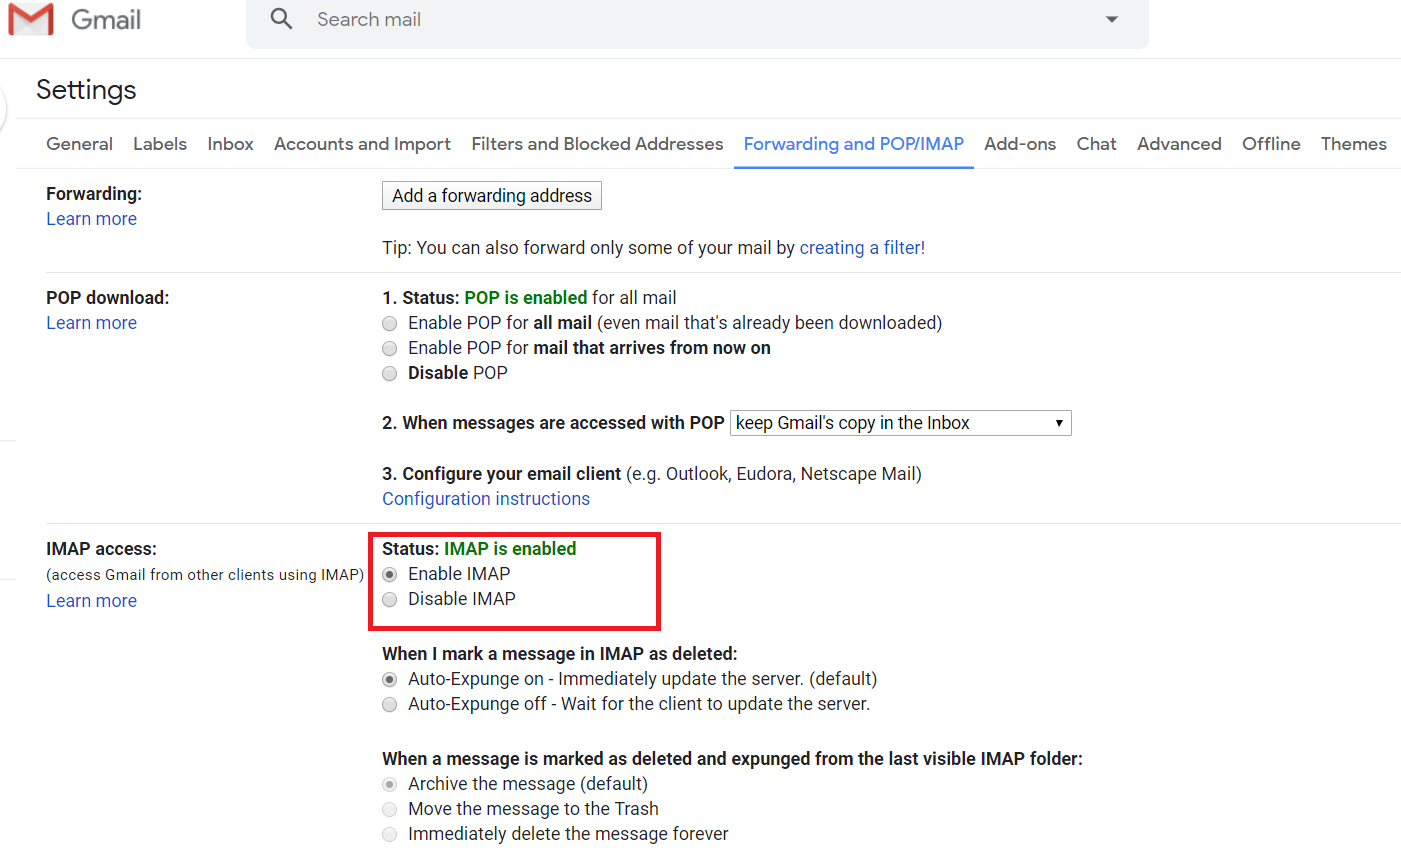 Gmail
Search mail
Settings
General Labels Inbox Accounts and Import Filters and Blocked Addresses Forwarding and POP/IMAP Add-ons Chat Advanced Offline Themes
Forwarding:
Add a forwarding address
Learn more
Tip: You can also forward only some of your mail by creating a filter!
POP download:
Learn more
1. Status: POP is enabled for all mail
Enable POP for all mail (even mail that's already been downloaded)
Enable POP for mail that arrives from now on
Disable POP
2. When messages are accessed with POP keep Gmail's copy in the Inbox
3. Configure your email client (e.g. Outlook, Eudora, Netscape Mail)
Configuration instructions
IMAP access:
(access Gmail from other clients using IMAP)
Learn more
Status: IMAP is enabled
Enable IMAP
Disable IMAP
When I mark a message in IMAP as deleted:
Auto-Expunge on - Immediately update the server. (default)
Auto-Expunge off - Wait for the client to update the server.
When a message is marked as deleted and expunged from the last visible IMAP folder:
Archive the message (default)
Move the message to the Trash
Immediately delete the message forever